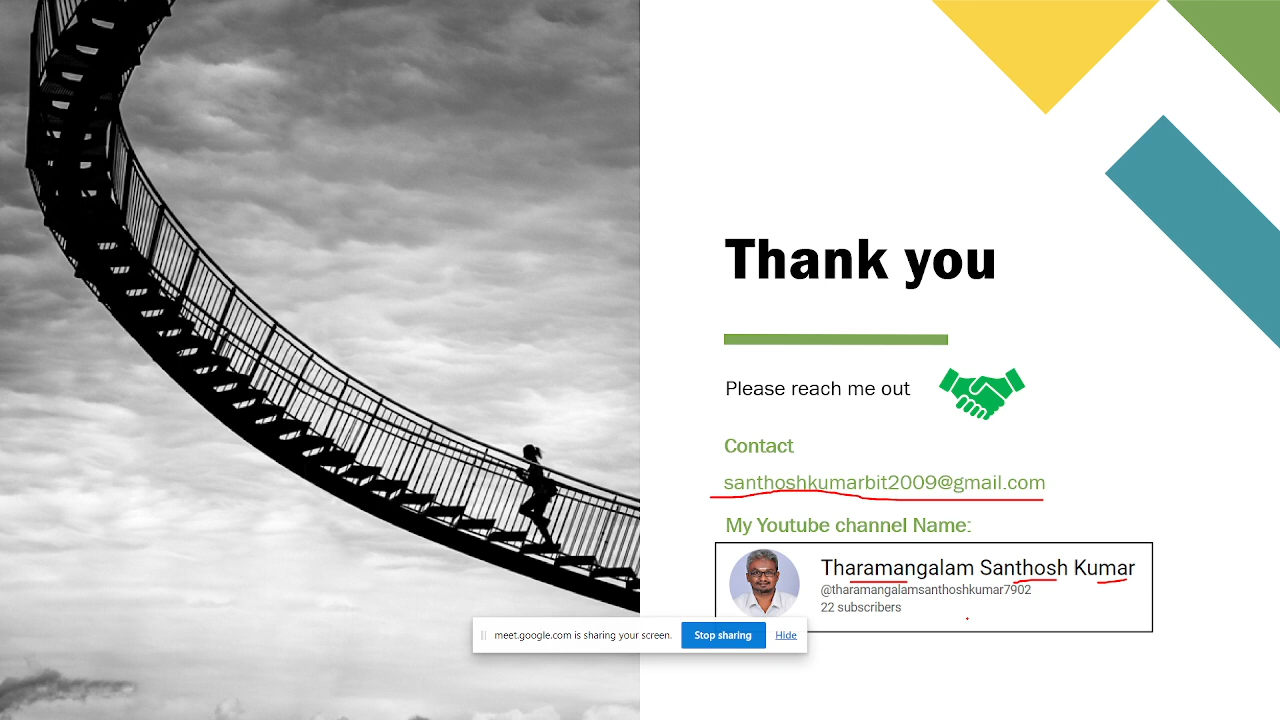 Thank you
Please reach me out
Contact
santhoshkumarbit2009@gmail.com
My Youtube channel Name:
Tharamangalam Santhosh Kumar
@tharamangalamsanthoshkumar7902
22 subscribers
meet.google.com is sharing your screen. Stop sharing Hide